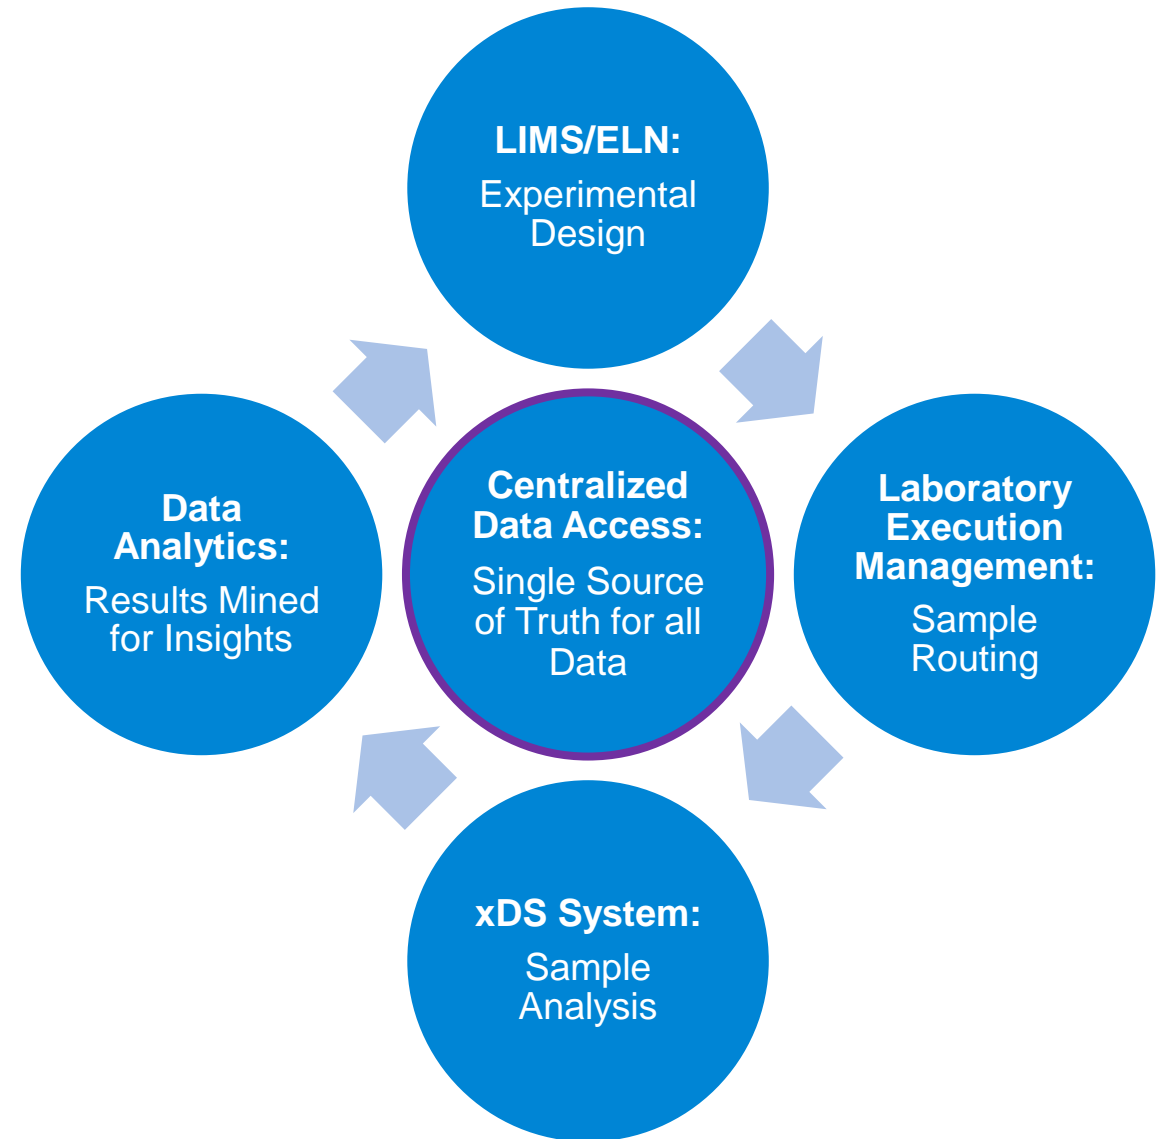 LIMS/ELN:
Experimental
Design
Data
Analytics:
Results Mined
for Insights
Centralized
Data Access:
Single Source
of Truth for all
Data
Laboratory
Execution
Management:
Sample
Routing
xDS System:
Sample
Analysis